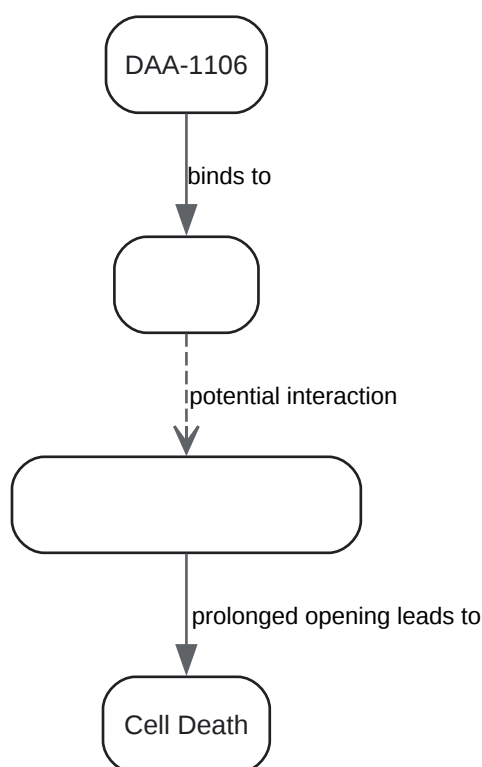 DAA-1106
binds to
potential interaction
prolonged opening leads to
Cell Death